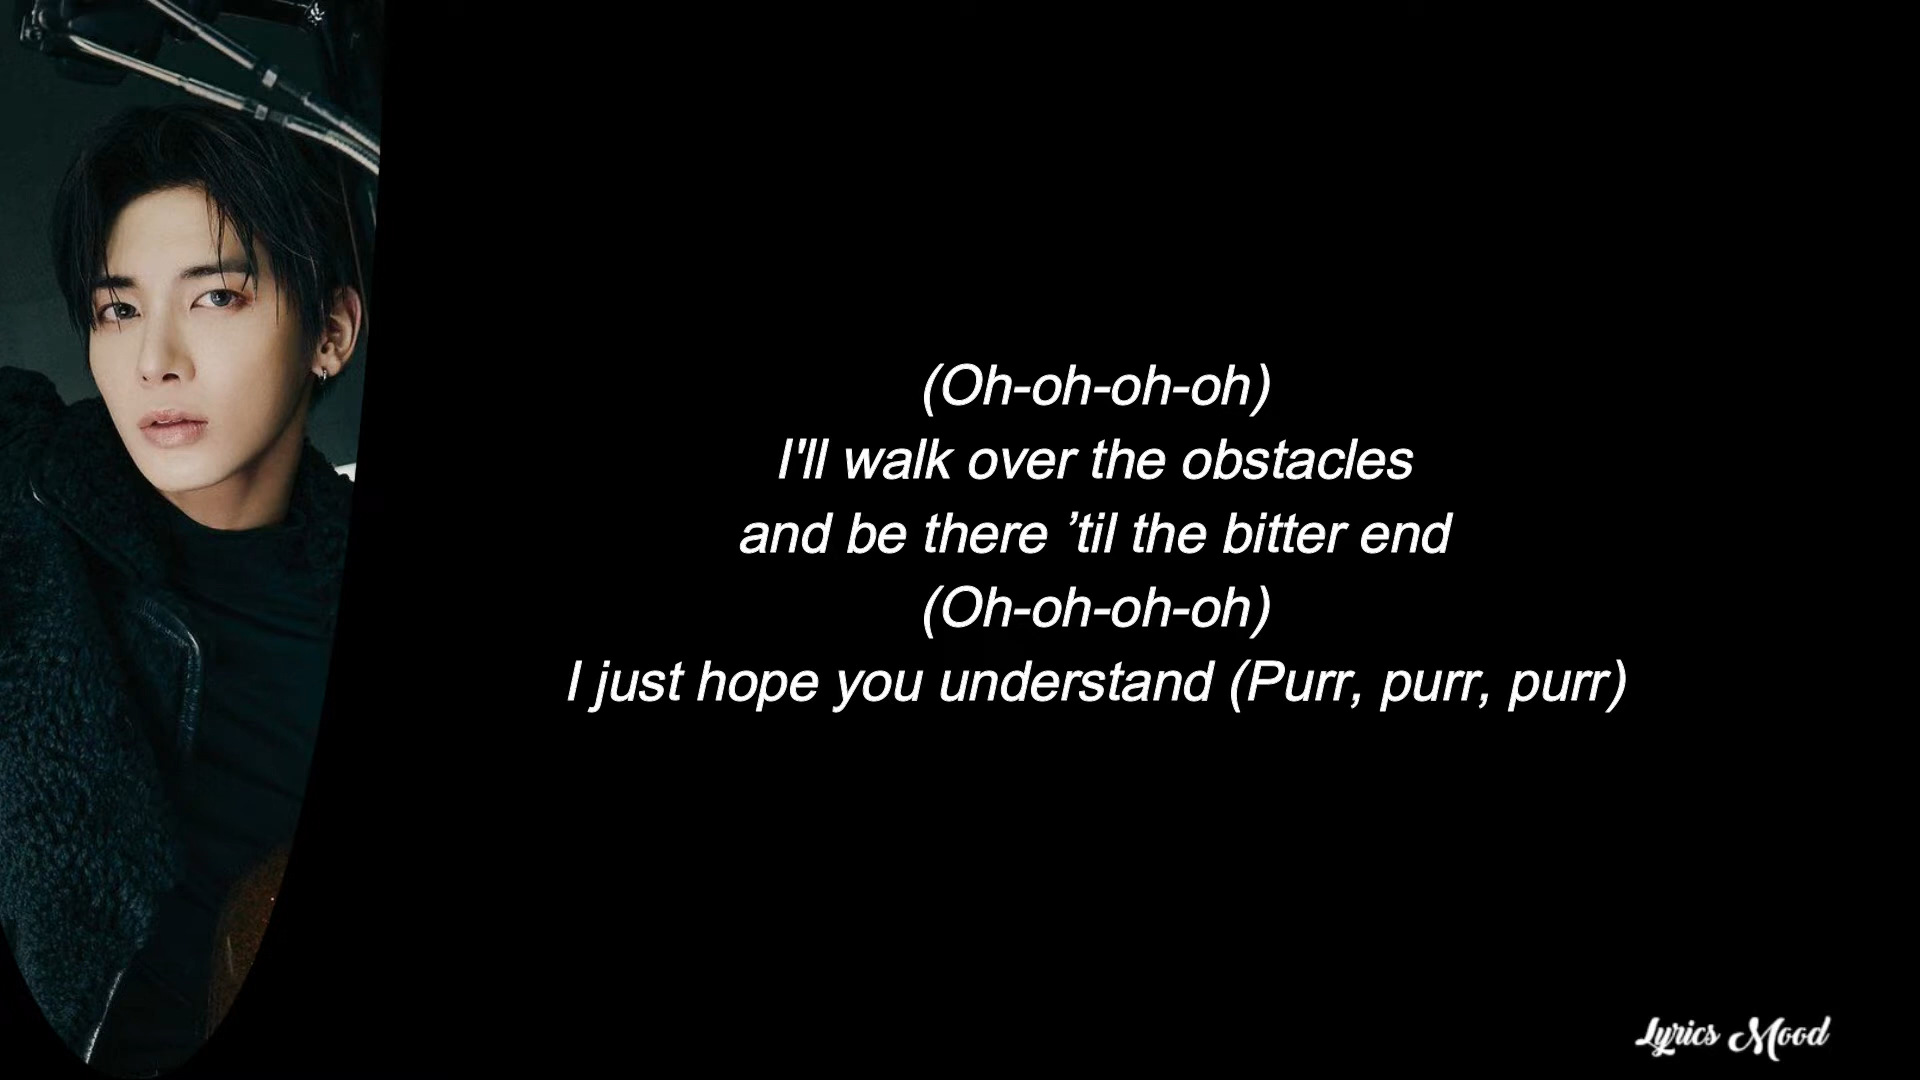 (Oh-oh-oh-oh)
I'll walk over the obstacles
and be there ’til the bitter end
(Oh-oh-oh-oh)
I just hope you understand (Purr, purr, purr)
Lyrics Mood